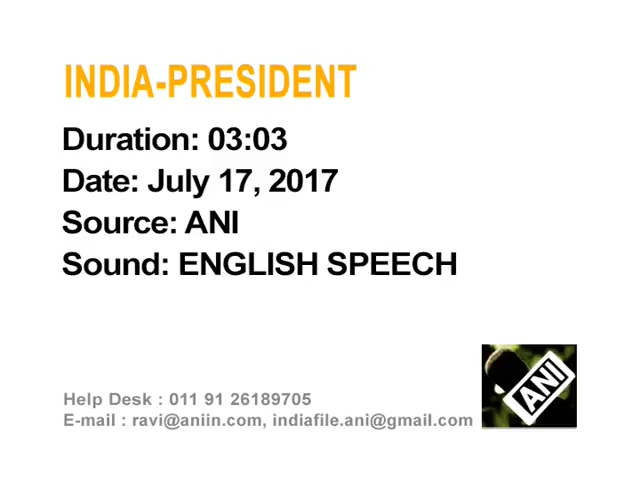 INDIA-PRESIDENT
Duration: 03:03
Date: July 17, 2017
Source: ANI
Sound: ENGLISH SPEECH
Help Desk : 011 91 26189705
E-mail : ravi@aniin.com, indiafile.ani@gmail.com
ANI